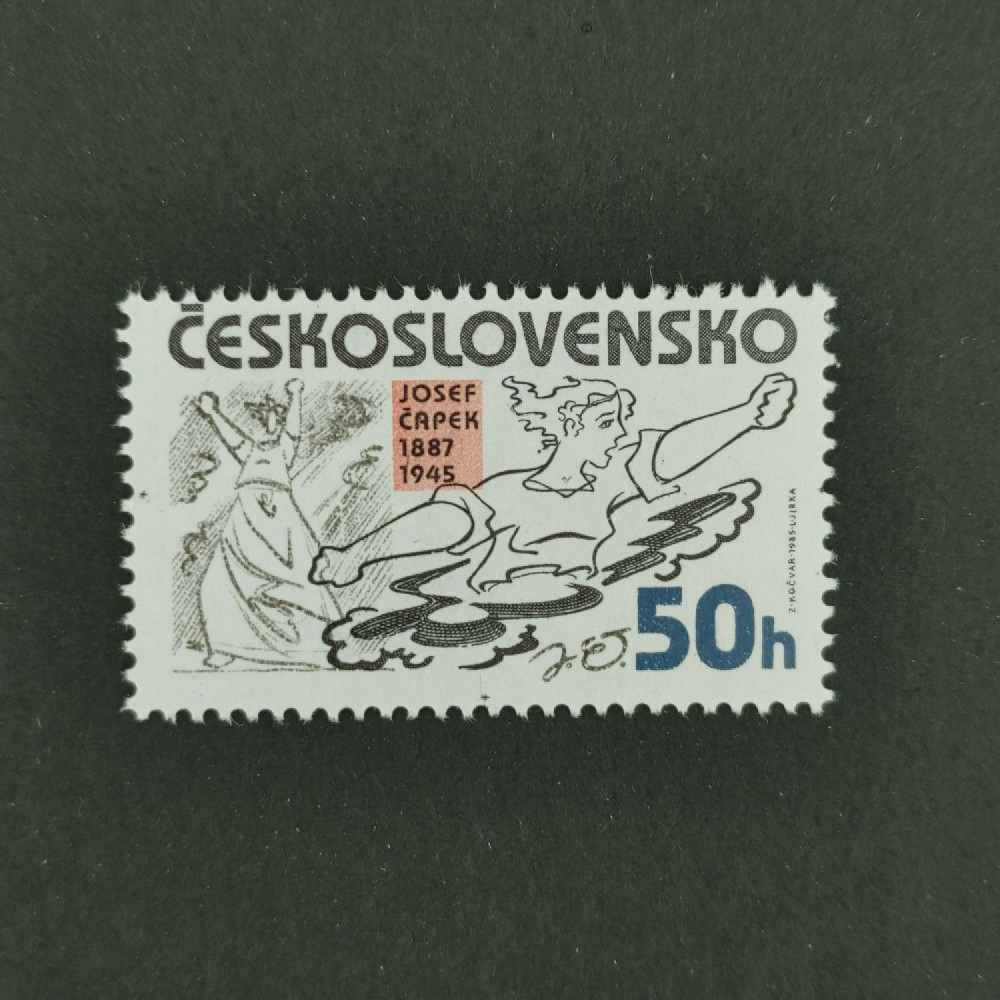 ČESKOSLOVENSKO
JOSEF
ČAPEK
1887
1945
J.Č.
50h
Z·KOČVAR·1985·L·JIRKA